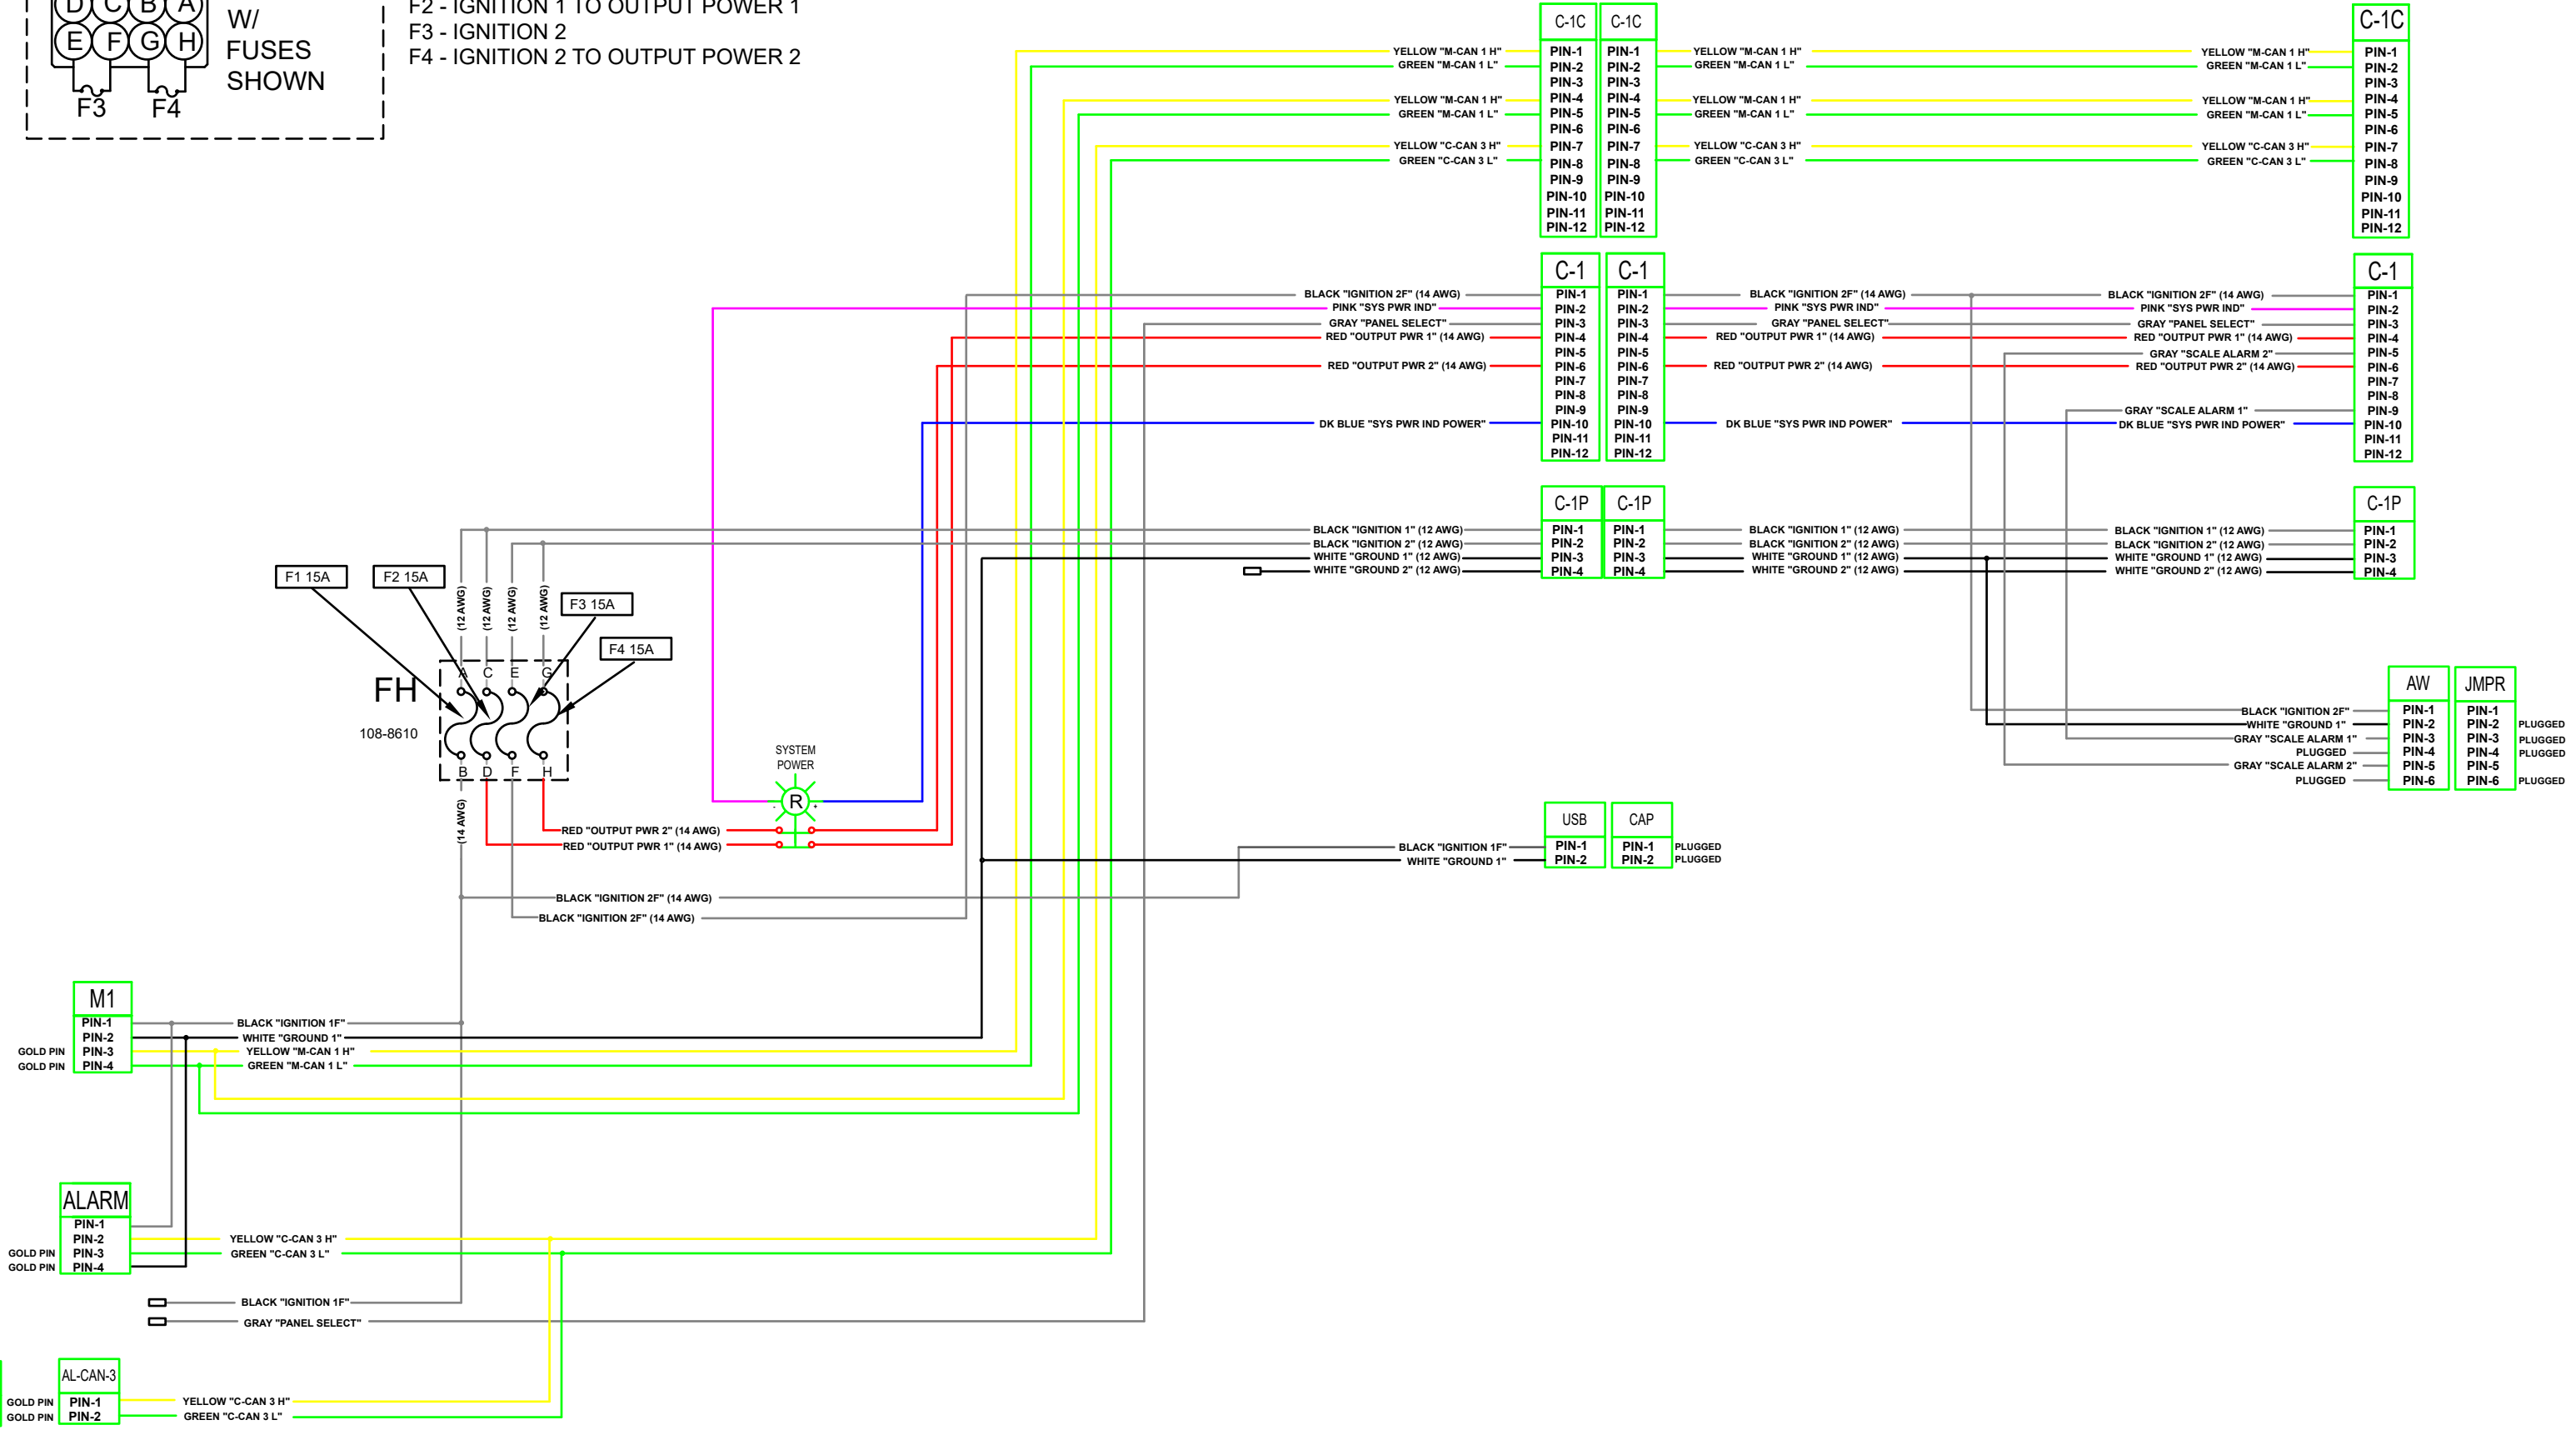 D C B A
E F G H
F3 F4
W/
FUSES
SHOWN
F2 - IGNITION 1 TO OUTPUT POWER 1
F3 - IGNITION 2
F4 - IGNITION 2 TO OUTPUT POWER 2
C-1C C-1C C-1C
YELLOW "M-CAN 1 H" PIN-1 PIN-1 YELLOW "M-CAN 1 H" YELLOW "M-CAN 1 H" PIN-1
GREEN "M-CAN 1 L" PIN-2 PIN-2 GREEN "M-CAN 1 L" GREEN "M-CAN 1 L" PIN-2
PIN-3 PIN-3 PIN-3
YELLOW "M-CAN 1 H" PIN-4 PIN-4 YELLOW "M-CAN 1 H" YELLOW "M-CAN 1 H" PIN-4
GREEN "M-CAN 1 L" PIN-5 PIN-5 GREEN "M-CAN 1 L" GREEN "M-CAN 1 L" PIN-5
PIN-6 PIN-6 PIN-6
YELLOW "C-CAN 3 H" PIN-7 PIN-7 YELLOW "C-CAN 3 H" YELLOW "C-CAN 3 H" PIN-7
GREEN "C-CAN 3 L" PIN-8 PIN-8 GREEN "C-CAN 3 L" GREEN "C-CAN 3 L" PIN-8
PIN-9 PIN-9 PIN-9
PIN-10 PIN-10 PIN-10
PIN-11 PIN-11 PIN-11
PIN-12 PIN-12 PIN-12
C-1 C-1 C-1
BLACK "IGNITION 2F" (14 AWG) PIN-1 PIN-1 BLACK "IGNITION 2F" (14 AWG) BLACK "IGNITION 2F" (14 AWG) PIN-1
PINK "SYS PWR IND" PIN-2 PIN-2 PINK "SYS PWR IND" PINK "SYS PWR IND" PIN-2
GRAY "PANEL SELECT" PIN-3 PIN-3 GRAY "PANEL SELECT" GRAY "PANEL SELECT" PIN-3
RED "OUTPUT PWR 1" (14 AWG) PIN-4 PIN-4 RED "OUTPUT PWR 1" (14 AWG) RED "OUTPUT PWR 1" (14 AWG) PIN-4
PIN-5 PIN-5 GRAY "SCALE ALARM 2" PIN-5
RED "OUTPUT PWR 2" (14 AWG) PIN-6 PIN-6 RED "OUTPUT PWR 2" (14 AWG) RED "OUTPUT PWR 2" (14 AWG) PIN-6
PIN-7 PIN-7 PIN-7
PIN-8 PIN-8 PIN-8
PIN-9 PIN-9 GRAY "SCALE ALARM 1" PIN-9
DK BLUE "SYS PWR IND POWER" PIN-10 PIN-10 DK BLUE "SYS PWR IND POWER" DK BLUE "SYS PWR IND POWER" PIN-10
PIN-11 PIN-11 PIN-11
PIN-12 PIN-12 PIN-12
C-1P C-1P C-1P
BLACK "IGNITION 1" (12 AWG) PIN-1 PIN-1 BLACK "IGNITION 1" (12 AWG) BLACK "IGNITION 1" (12 AWG) PIN-1
BLACK "IGNITION 2" (12 AWG) PIN-2 PIN-2 BLACK "IGNITION 2" (12 AWG) BLACK "IGNITION 2" (12 AWG) PIN-2
WHITE "GROUND 1" (12 AWG) PIN-3 PIN-3 WHITE "GROUND 1" (12 AWG) WHITE "GROUND 1" (12 AWG) PIN-3
WHITE "GROUND 2" (12 AWG) PIN-4 PIN-4 WHITE "GROUND 2" (12 AWG) WHITE "GROUND 2" (12 AWG) PIN-4
F1 15A F2 15A
F3 15A
F4 15A
(12 AWG) (12 AWG) (12 AWG) (12 AWG)
A C E G
FH
108-8610
B D F H
(14 AWG)
SYSTEM
POWER
- R +
RED "OUTPUT PWR 2" (14 AWG)
RED "OUTPUT PWR 1" (14 AWG)
BLACK "IGNITION 2F" (14 AWG)
BLACK "IGNITION 2F" (14 AWG)
AW JMPR
BLACK "IGNITION 2F" PIN-1 PIN-1
WHITE "GROUND 1" PIN-2 PIN-2 PLUGGED
GRAY "SCALE ALARM 1" PIN-3 PIN-3 PLUGGED
PLUGGED PIN-4 PIN-4 PLUGGED
GRAY "SCALE ALARM 2" PIN-5 PIN-5
PLUGGED PIN-6 PIN-6 PLUGGED
USB CAP
BLACK "IGNITION 1F" PIN-1 PIN-1 PLUGGED
WHITE "GROUND 1" PIN-2 PIN-2 PLUGGED
M1
PIN-1 BLACK "IGNITION 1F"
PIN-2 WHITE "GROUND 1"
GOLD PIN PIN-3 YELLOW "M-CAN 1 H"
GOLD PIN PIN-4 GREEN "M-CAN 1 L"
ALARM
PIN-1
PIN-2 YELLOW "C-CAN 3 H"
GOLD PIN PIN-3 GREEN "C-CAN 3 L"
GOLD PIN PIN-4
BLACK "IGNITION 1F"
GRAY "PANEL SELECT"
AL-CAN-3
GOLD PIN PIN-1 YELLOW "C-CAN 3 H"
GOLD PIN PIN-2 GREEN "C-CAN 3 L"